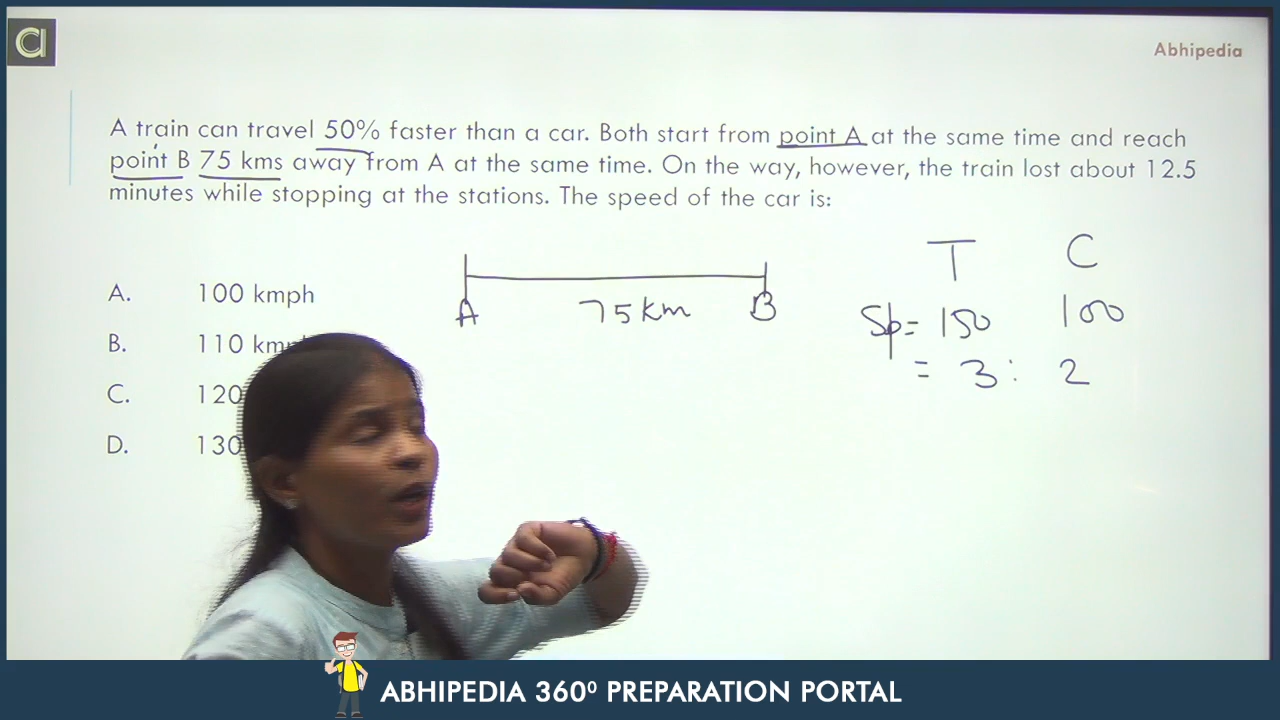 Abhipedia
A train can travel 50% faster than a car. Both start from point A at the same time and reach
point B 75 kms away from A at the same time. On the way, however, the train lost about 12.5
minutes while stopping at the stations. The speed of the car is:
A. 100 kmph
B. 110
C. 120
D. 130
A 75 km B
T C
Sp = 150 100
= 3 : 2
ABHIPEDIA 360⁰ PREPARATION PORTAL